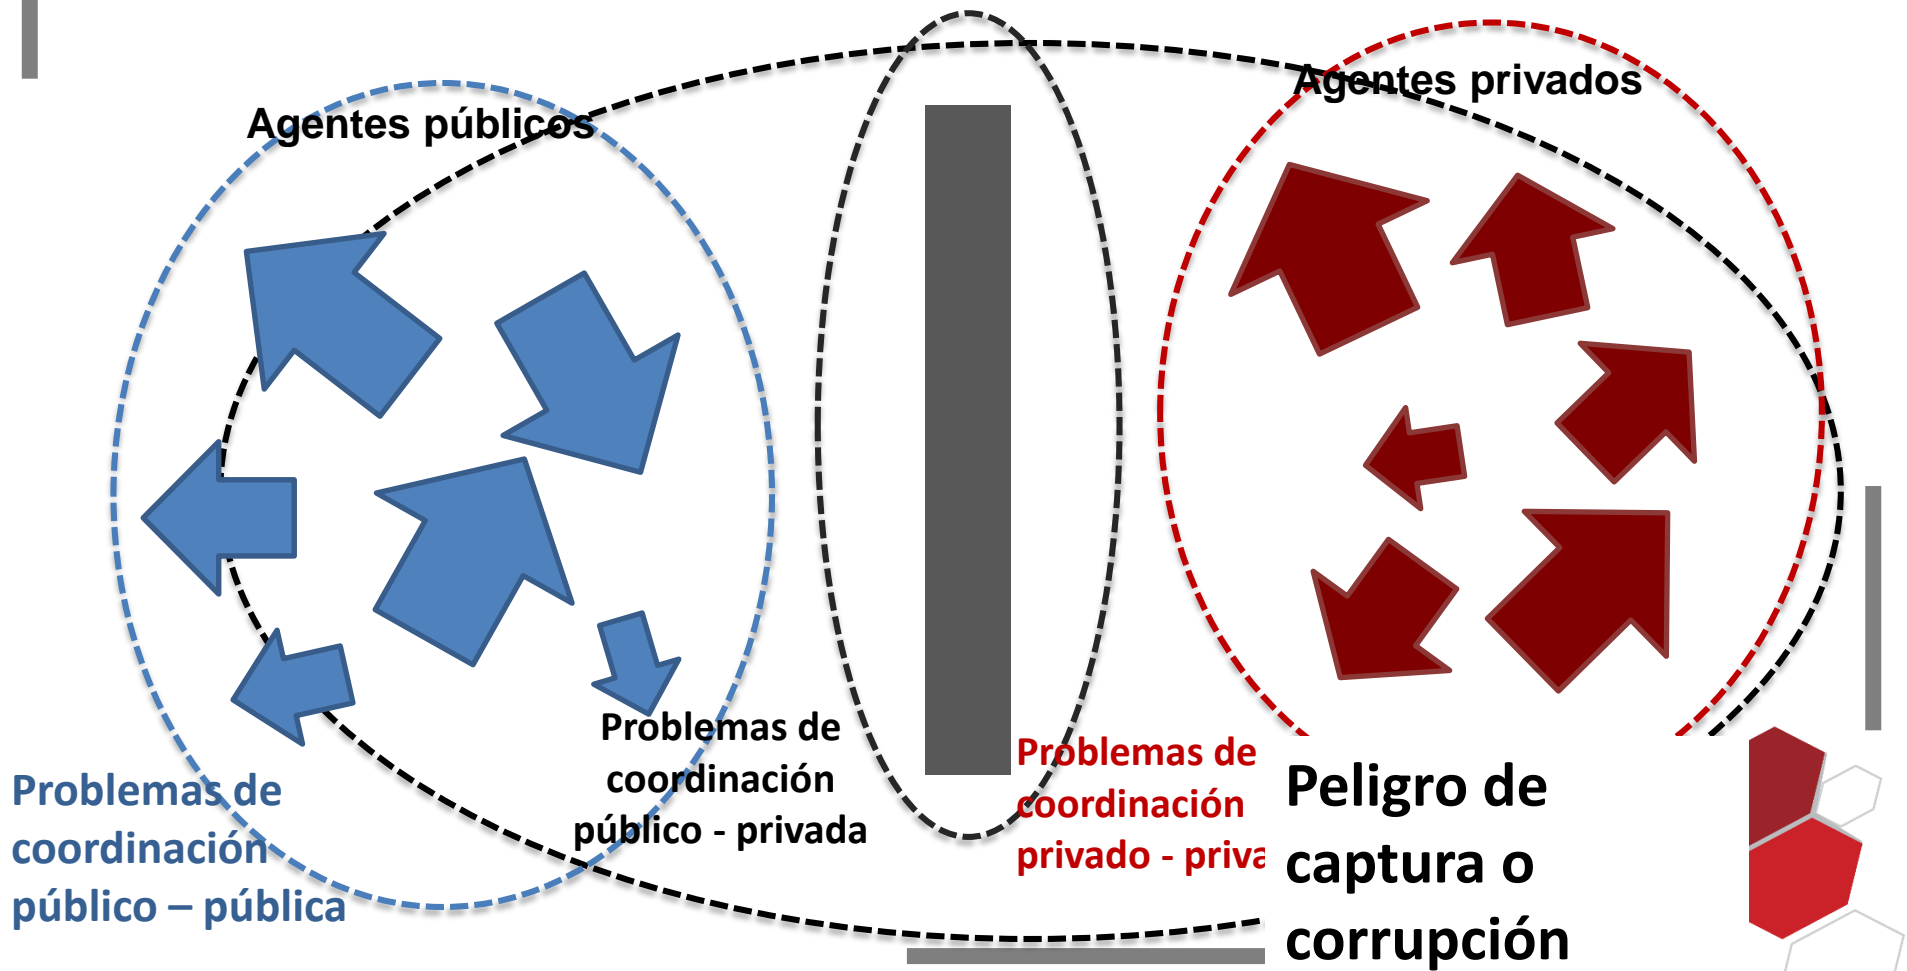 Agentes públicos
Agentes privados
Problemas de
coordinación
público - privada
Problemas de
coordinación
público – pública
Problemas de
coordinación
privado - priva
Peligro de
captura o
corrupción